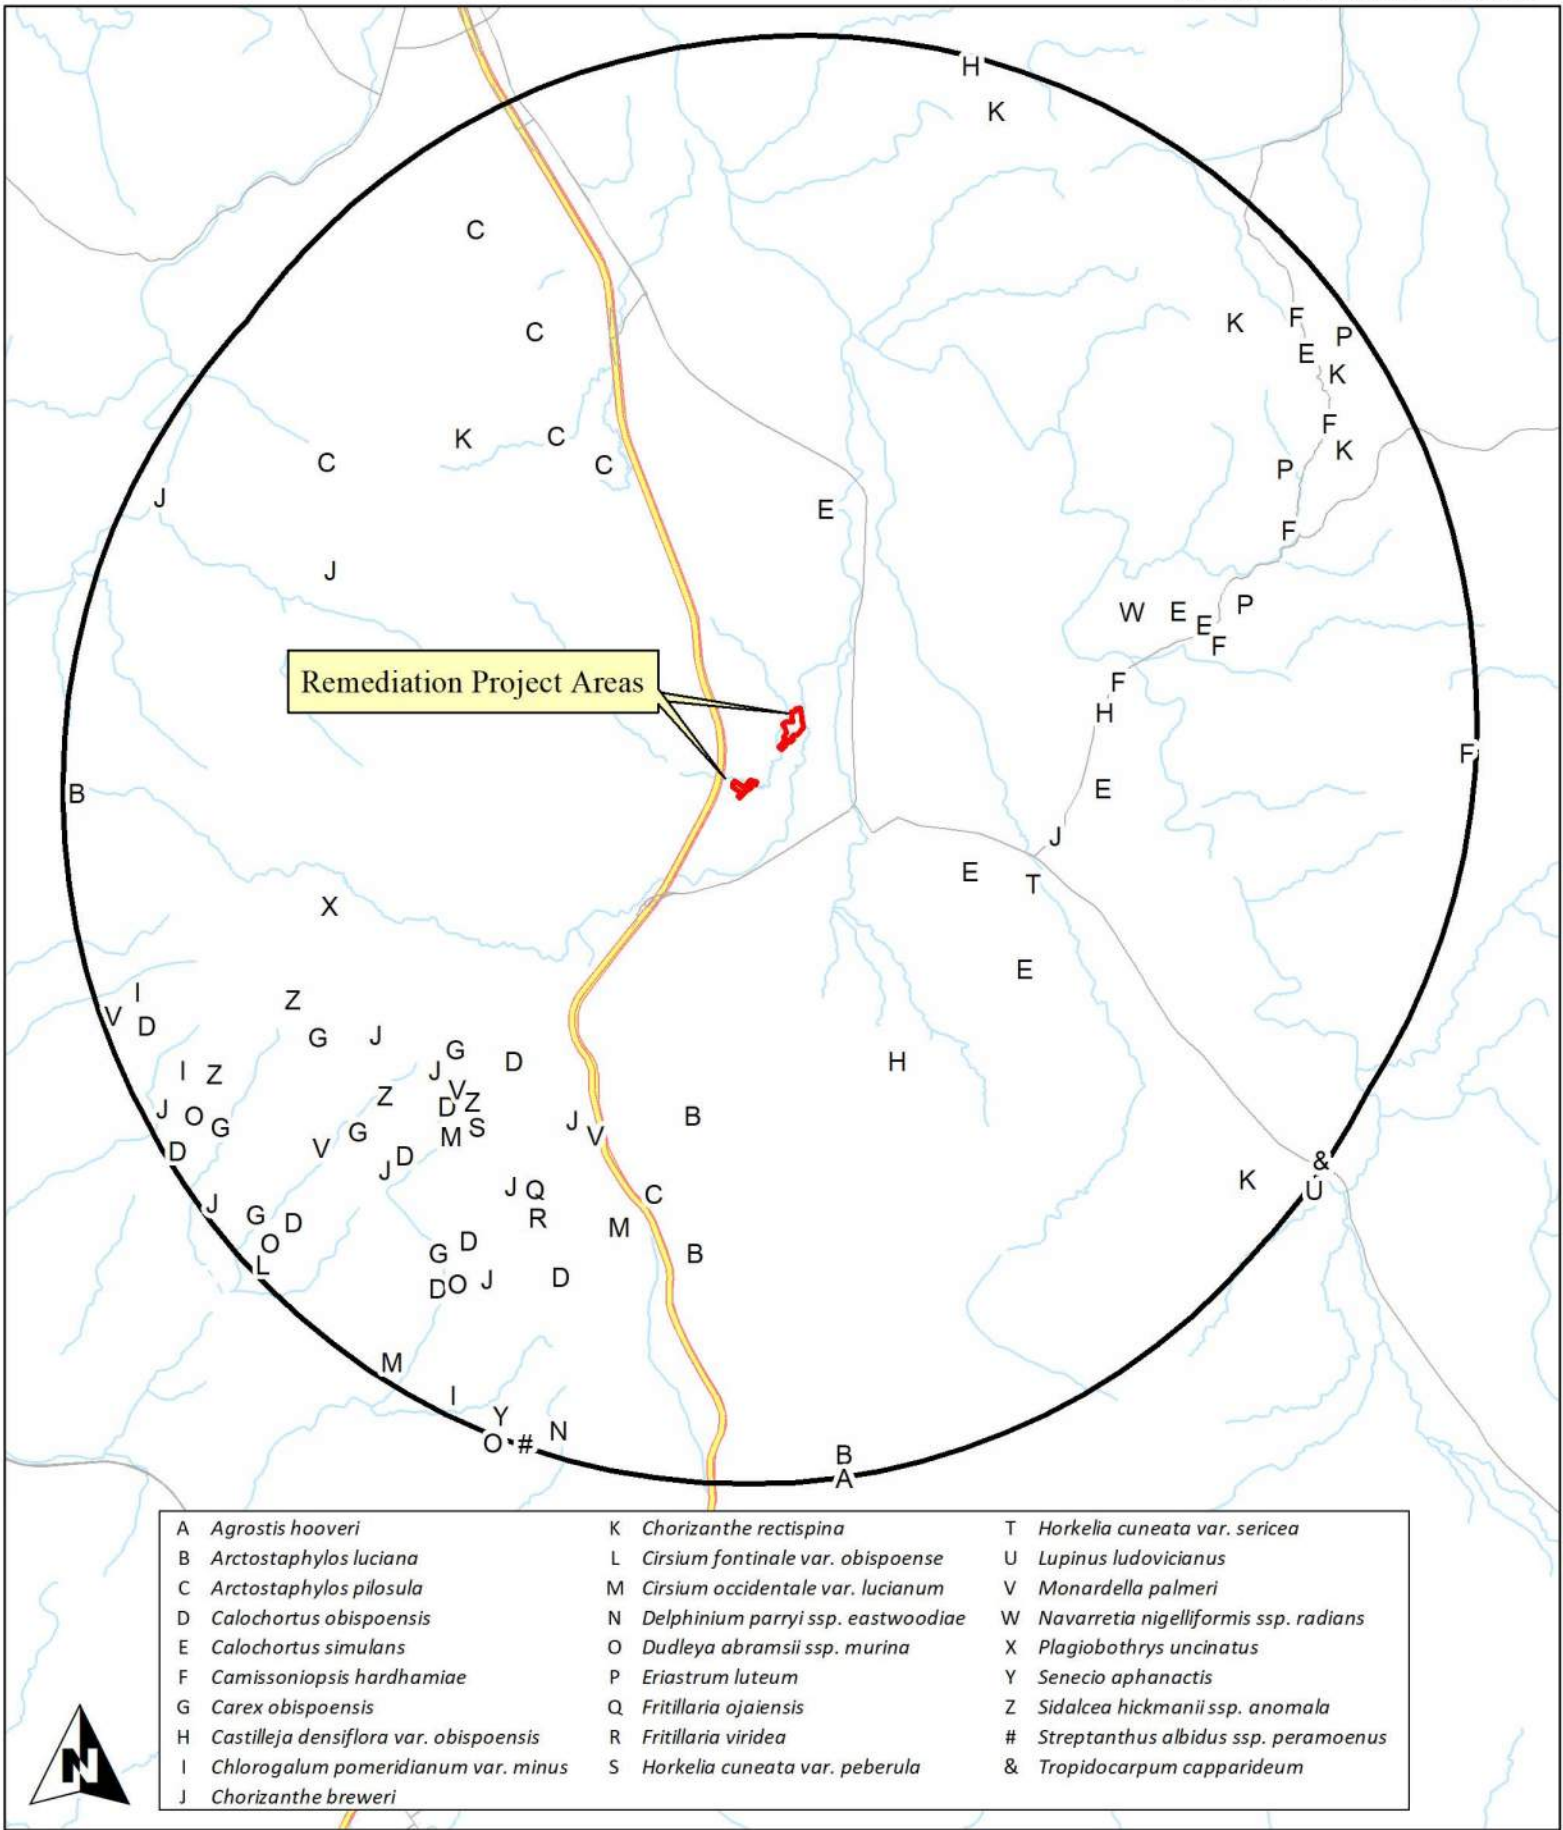 H
K
C
C
K
F
P
E
K
F
K
C
K
C
C
P
J
E
F
J
W
E
P
E
F
Remediation Project Areas
F
H
F
B
E
J
E
T
X
E
I
Z
V
D
G
J
G
D
H
I
Z
J
Z
V
Z
D
J
O
G
S
B
J
V
M
V
G
D
D
J
&
K
U
J
Q
C
J
G
D
R
M
O
G
D
B
L
D
O
J
D
M
I
Y
N
O
#
B
A
A Agrostis hooveri
B Arctostaphylos luciana
C Arctostaphylos pilosula
D Calochortus obispoensis
E Calochortus simulans
F Camissoniopsis hardhamiae
G Carex obispoensis
H Castilleja densiflora var. obispoensis
I Chlorogalum pomeridianum var. minus
J Chorizanthe breweri
K Chorizanthe rectispina
L Cirsium fontinale var. obispoense
M Cirsium occidentale var. lucianum
N Delphinium parryi ssp. eastwoodiae
O Dudleya abramsii ssp. murina
P Eriastrum luteum
Q Fritillaria ojaiensis
R Fritillaria viridea
S Horkelia cuneata var. peberula
T Horkelia cuneata var. sericea
U Lupinus ludovicianus
V Monardella palmeri
W Navarretia nigelliformis ssp. radians
X Plagiobothrys uncinatus
Y Senecio aphanactis
Z Sidalcea hickmanii ssp. anomala
# Streptanthus albidus ssp. peramoenus
& Tropidocarpum capparideum
N